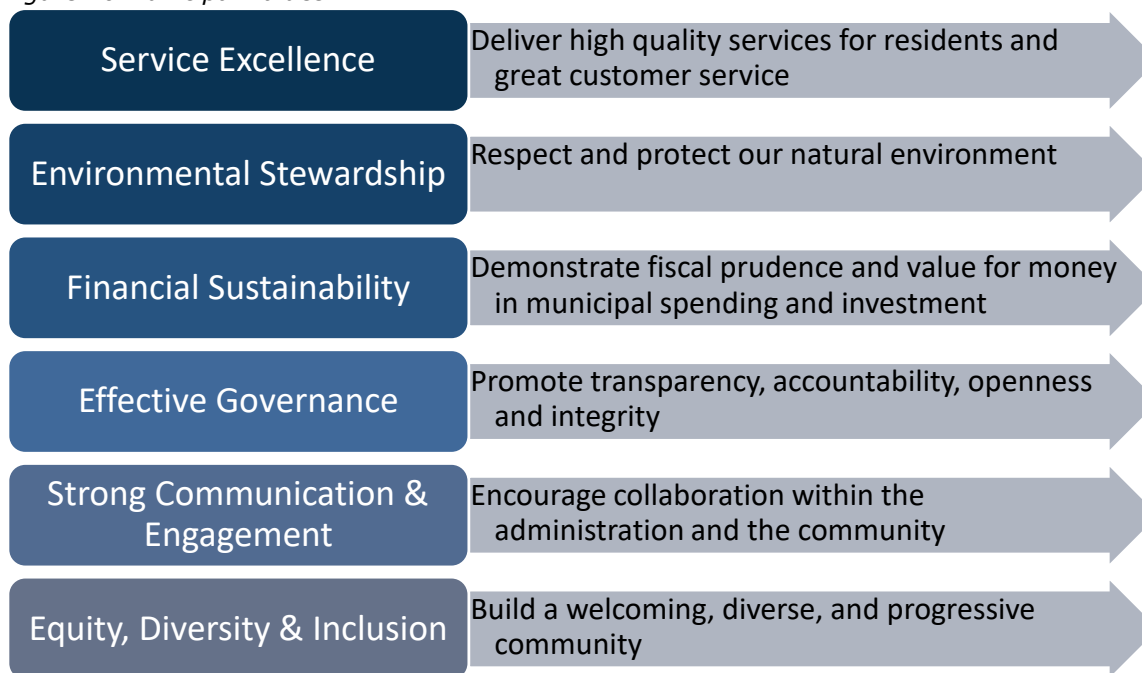 Service Excellence
Deliver high quality services for residents and
great customer service
Environmental Stewardship
Respect and protect our natural environment
Financial Sustainability
Demonstrate fiscal prudence and value for money
in municipal spending and investment
Effective Governance
Promote transparency, accountability, openness
and integrity
Strong Communication &
Engagement
Encourage collaboration within the
administration and the community
Equity, Diversity & Inclusion
Build a welcoming, diverse, and progressive
community